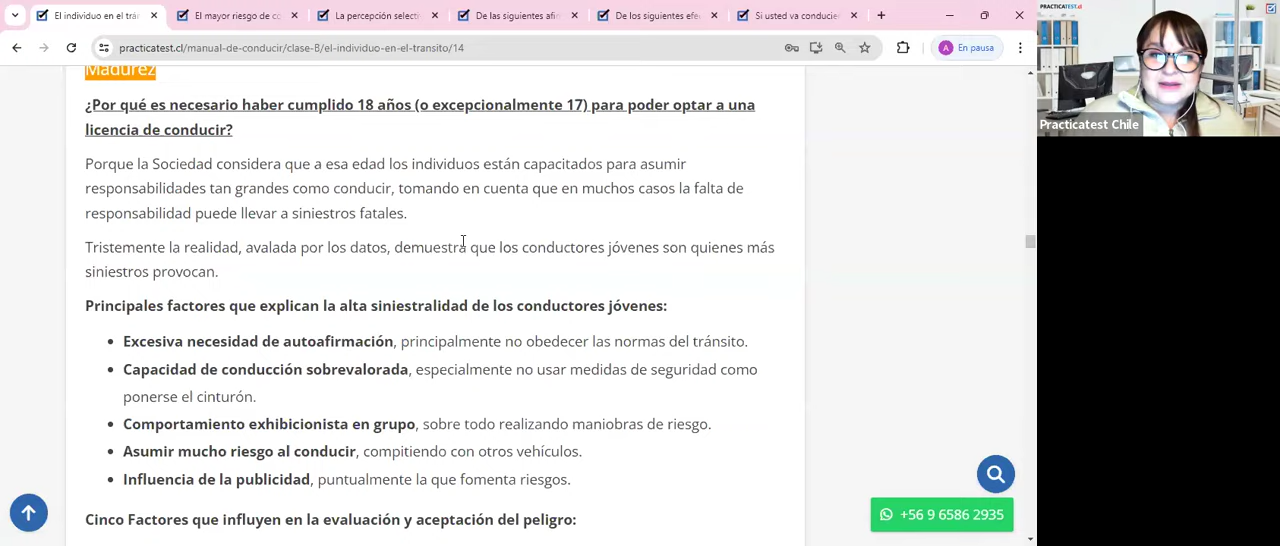 El individuo en el trán
El mayor riesgo de co
La percepción selecti
De las siguientes afir
De los siguientes efe
Si usted va conducie
practicatest.cl/manual-de-conducir/clase-B/el-individuo-en-el-transito/14
A En pausa
PRACTICATEST.cl
Practicatest Chile
Madurez
¿Por qué es necesario haber cumplido 18 años (o excepcionalmente 17) para poder optar a una
licencia de conducir?
Porque la Sociedad considera que a esa edad los individuos están capacitados para asumir
responsabilidades tan grandes como conducir, tomando en cuenta que en muchos casos la falta de
responsabilidad puede llevar a siniestros fatales.
Tristemente la realidad, avalada por los datos, demuestra que los conductores jóvenes son quienes más
siniestros provocan.
Principales factores que explican la alta siniestralidad de los conductores jóvenes:
• Excesiva necesidad de autoafirmación, principalmente no obedecer las normas del tránsito.
• Capacidad de conducción sobrevalorada, especialmente no usar medidas de seguridad como
ponerse el cinturón.
• Comportamiento exhibicionista en grupo, sobre todo realizando maniobras de riesgo.
• Asumir mucho riesgo al conducir, compitiendo con otros vehículos.
• Influencia de la publicidad, puntualmente la que fomenta riesgos.
+56 9 6586 2935
Cinco Factores que influyen en la evaluación y aceptación del peligro: